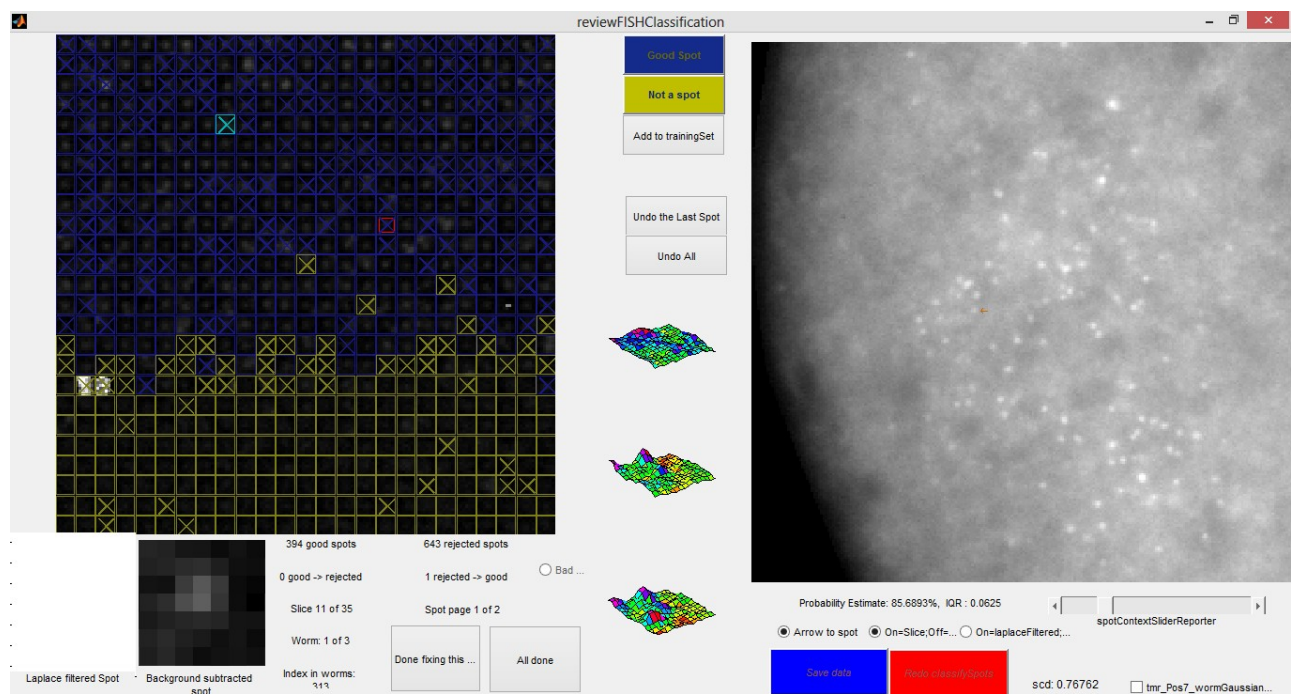 reviewFISHClassification
Good Spot
Not a spot
Add to trainingSet
Undo the Last Spot
Undo All
394 good spots
643 rejected spots
0 good -> rejected
1 rejected -> good
Bad ...
Slice 11 of 35
Spot page 1 of 2
Worm: 1 of 3
Done fixing this ...
All done
Index in worms:
313
Laplace filtered Spot
Background subtracted
spot
Probability Estimate: 85.6893%, IQR : 0.0625
spotContextSliderReporter
Arrow to spot
On=Slice;Off=...
On=laplaceFiltered;...
Save data
Redo classifySpots
scd: 0.76762
tmr_Pos7_wormGaussian...